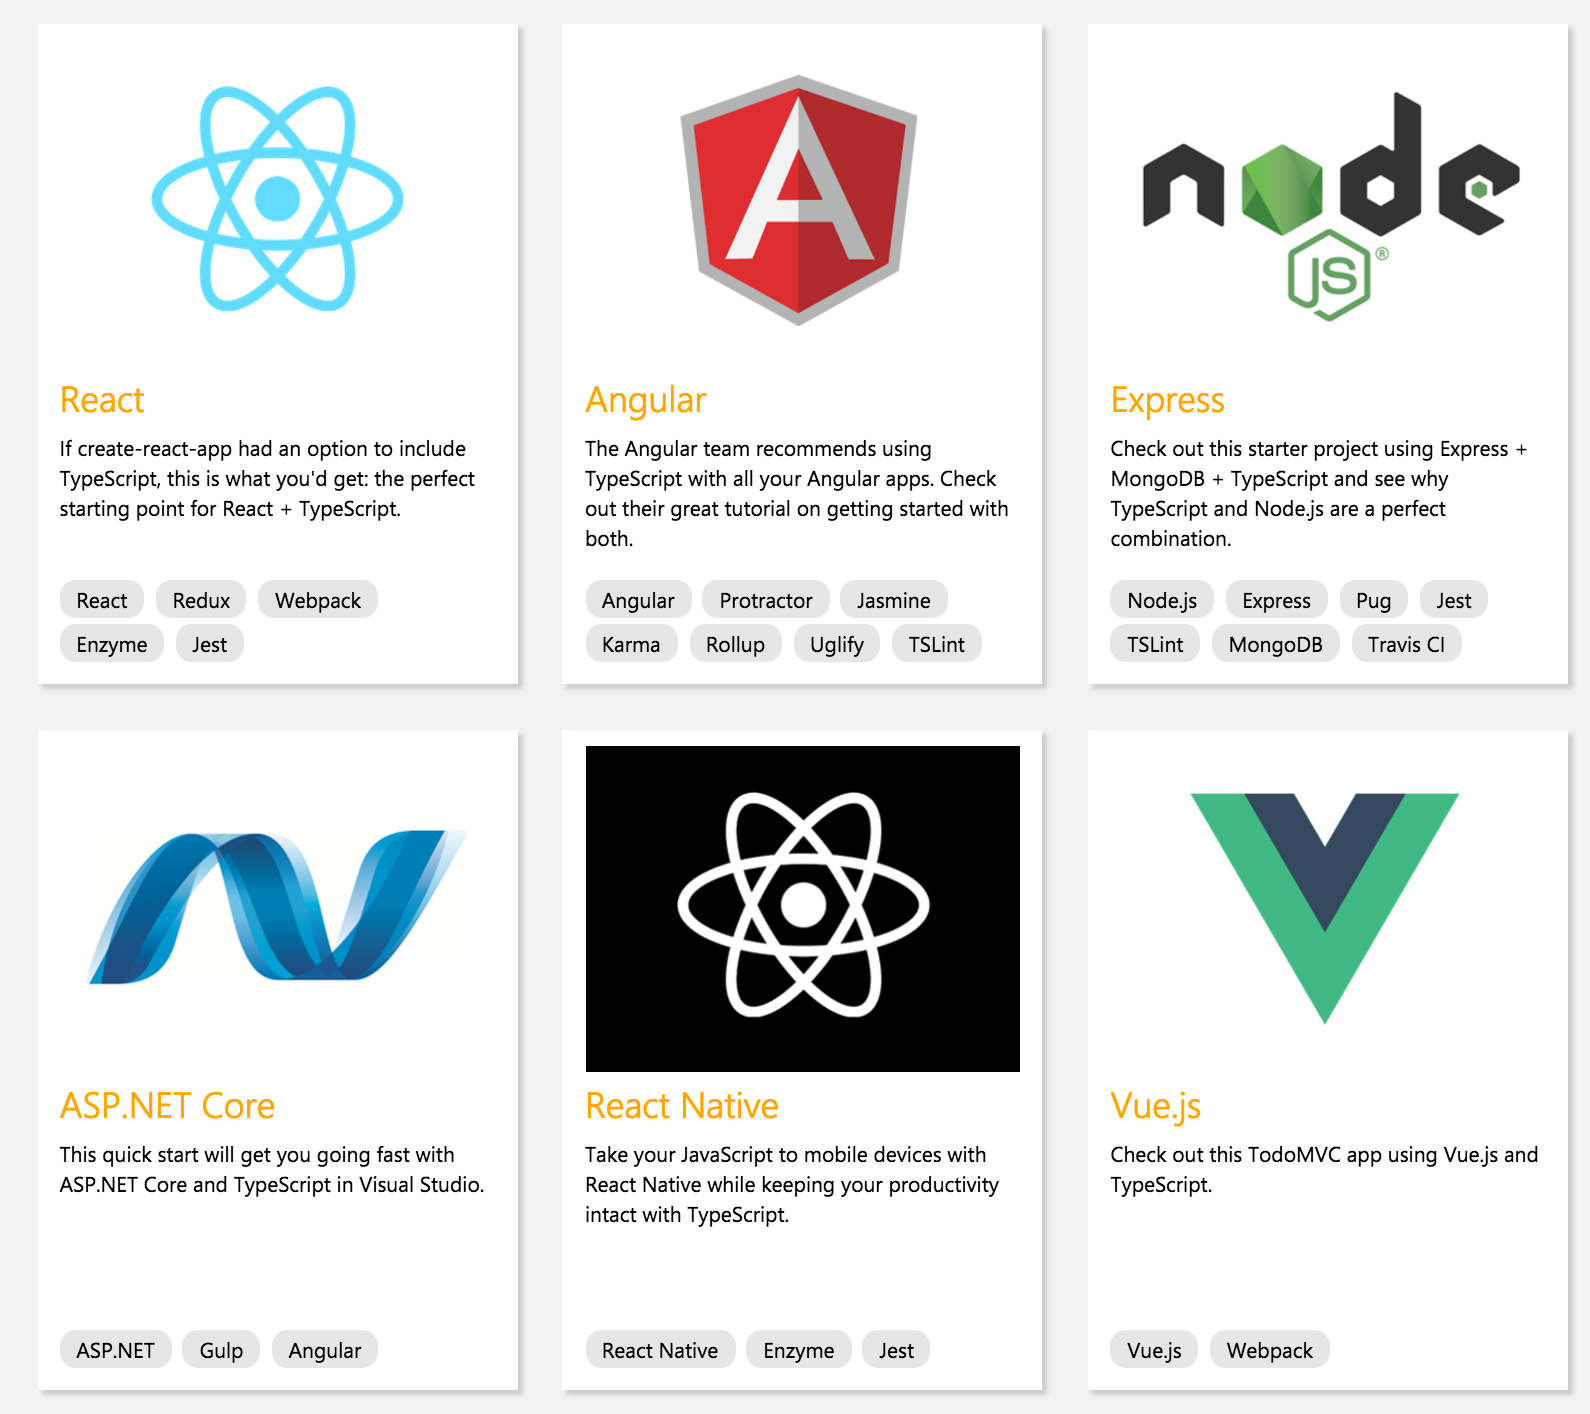 node
JS®
React
If create-react-app had an option to include
TypeScript, this is what you'd get: the perfect
starting point for React + TypeScript.
React Redux Webpack
Enzyme Jest
Angular
The Angular team recommends using
TypeScript with all your Angular apps. Check
out their great tutorial on getting started with
both.
Angular Protractor Jasmine
Karma Rollup Uglify TSLint
Express
Check out this starter project using Express +
MongoDB + TypeScript and see why
TypeScript and Node.js are a perfect
combination.
Node.js Express Pug Jest
TSLint MongoDB Travis CI
ASP.NET Core
This quick start will get you going fast with
ASP.NET Core and TypeScript in Visual Studio.
ASP.NET Gulp Angular
React Native
Take your JavaScript to mobile devices with
React Native while keeping your productivity
intact with TypeScript.
React Native Enzyme Jest
Vue.js
Check out this TodoMVC app using Vue.js and
TypeScript.
Vue.js Webpack